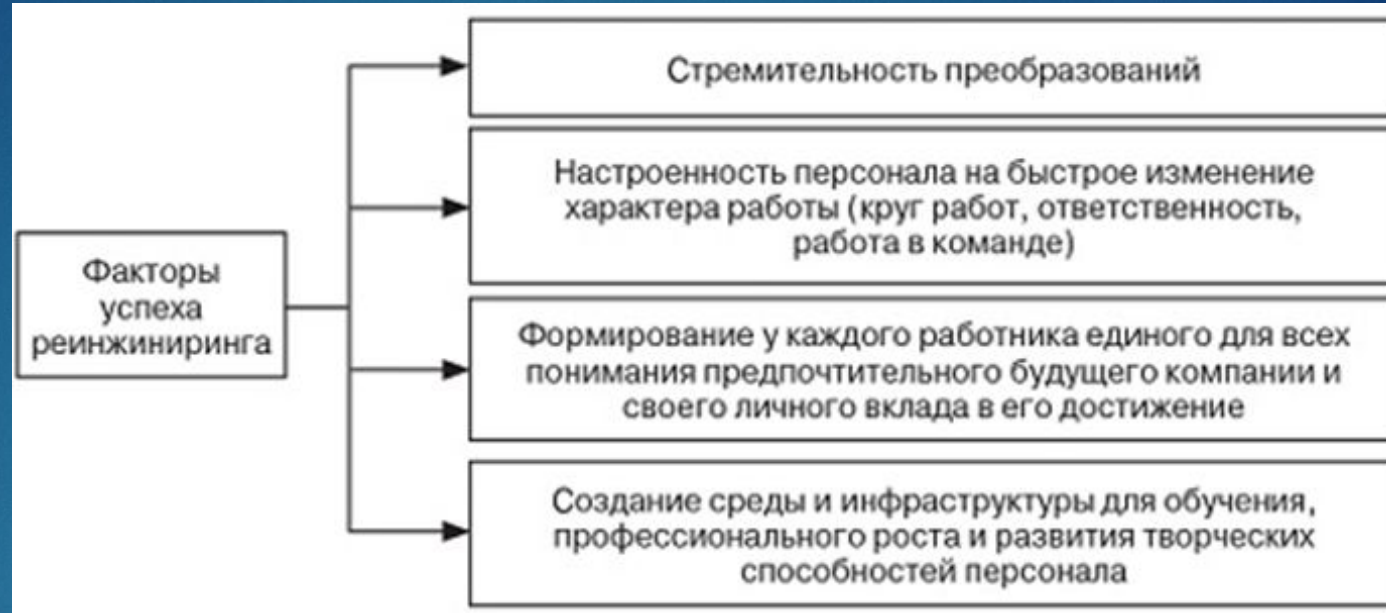 Факторы
успеха
реинжиниринга
Стремительность преобразований
Настроенность персонала на быстрое изменение
характера работы (круг работ, ответственность,
работа в команде)
Формирование у каждого работника единого для всех
понимания предпочтительного будущего компании и
своего личного вклада в его достижение
Создание среды и инфраструктуры для обучения,
профессионального роста и развития творческих
способностей персонала